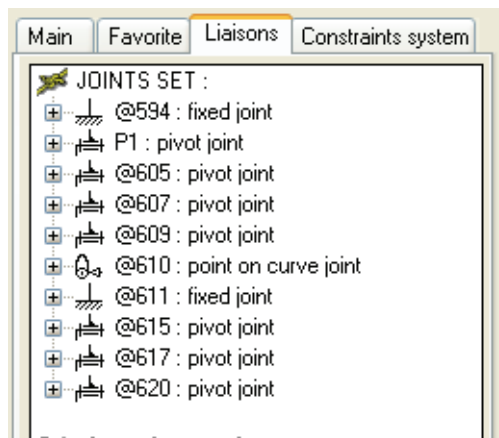 Main Favorite Liaisons Constraints system
JOINTS SET :
@594 : fixed joint
P1 : pivot joint
@605 : pivot joint
@607 : pivot joint
@609 : pivot joint
@610 : point on curve joint
@611 : fixed joint
@615 : pivot joint
@617 : pivot joint
@620 : pivot joint